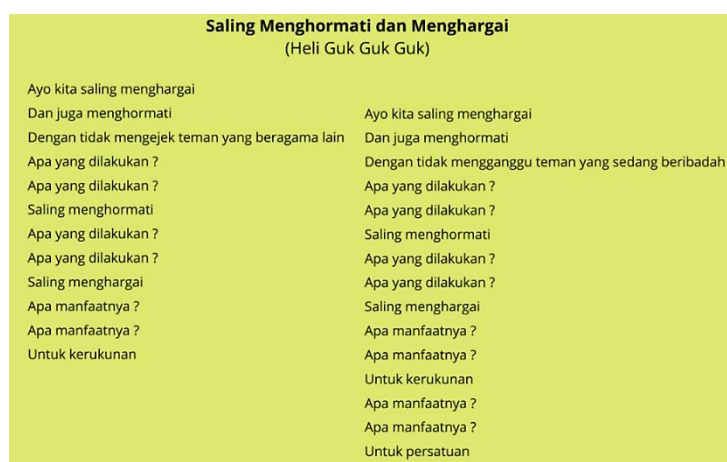 Saling Menghormati dan Menghargai
(Heli Guk Guk Guk)
Ayo kita saling menghargai
Dan juga menghormati
Dengan tidak mengejek teman yang beragama lain
Apa yang dilakukan ?
Apa yang dilakukan ?
Saling menghormati
Apa yang dilakukan ?
Apa yang dilakukan ?
Saling menghargai
Apa manfaatnya ?
Apa manfaatnya ?
Untuk kerukunan
Ayo kita saling menghargai
Dan juga menghormati
Dengan tidak mengganggu teman yang sedang beribadah
Apa yang dilakukan ?
Apa yang dilakukan ?
Saling menghormati
Apa yang dilakukan ?
Apa yang dilakukan ?
Saling menghargai
Apa manfaatnya ?
Apa manfaatnya ?
Untuk kerukunan
Apa manfaatnya ?
Apa manfaatnya ?
Untuk persatuan